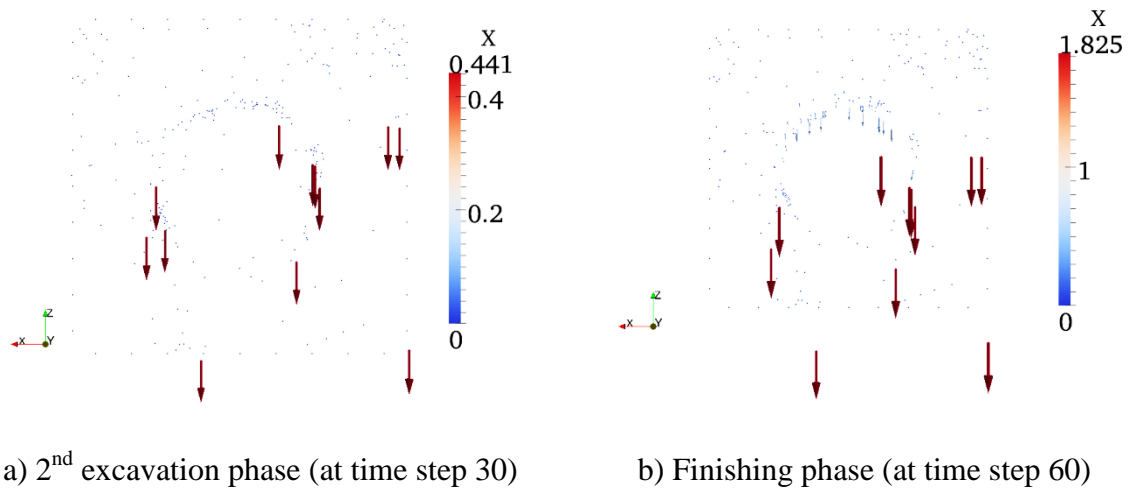 X
0.441
0.4
0.2
0
Z
X
Y
X
1.825
1
0
Z
X
Y
a) 2nd excavation phase (at time step 30)
b) Finishing phase (at time step 60)